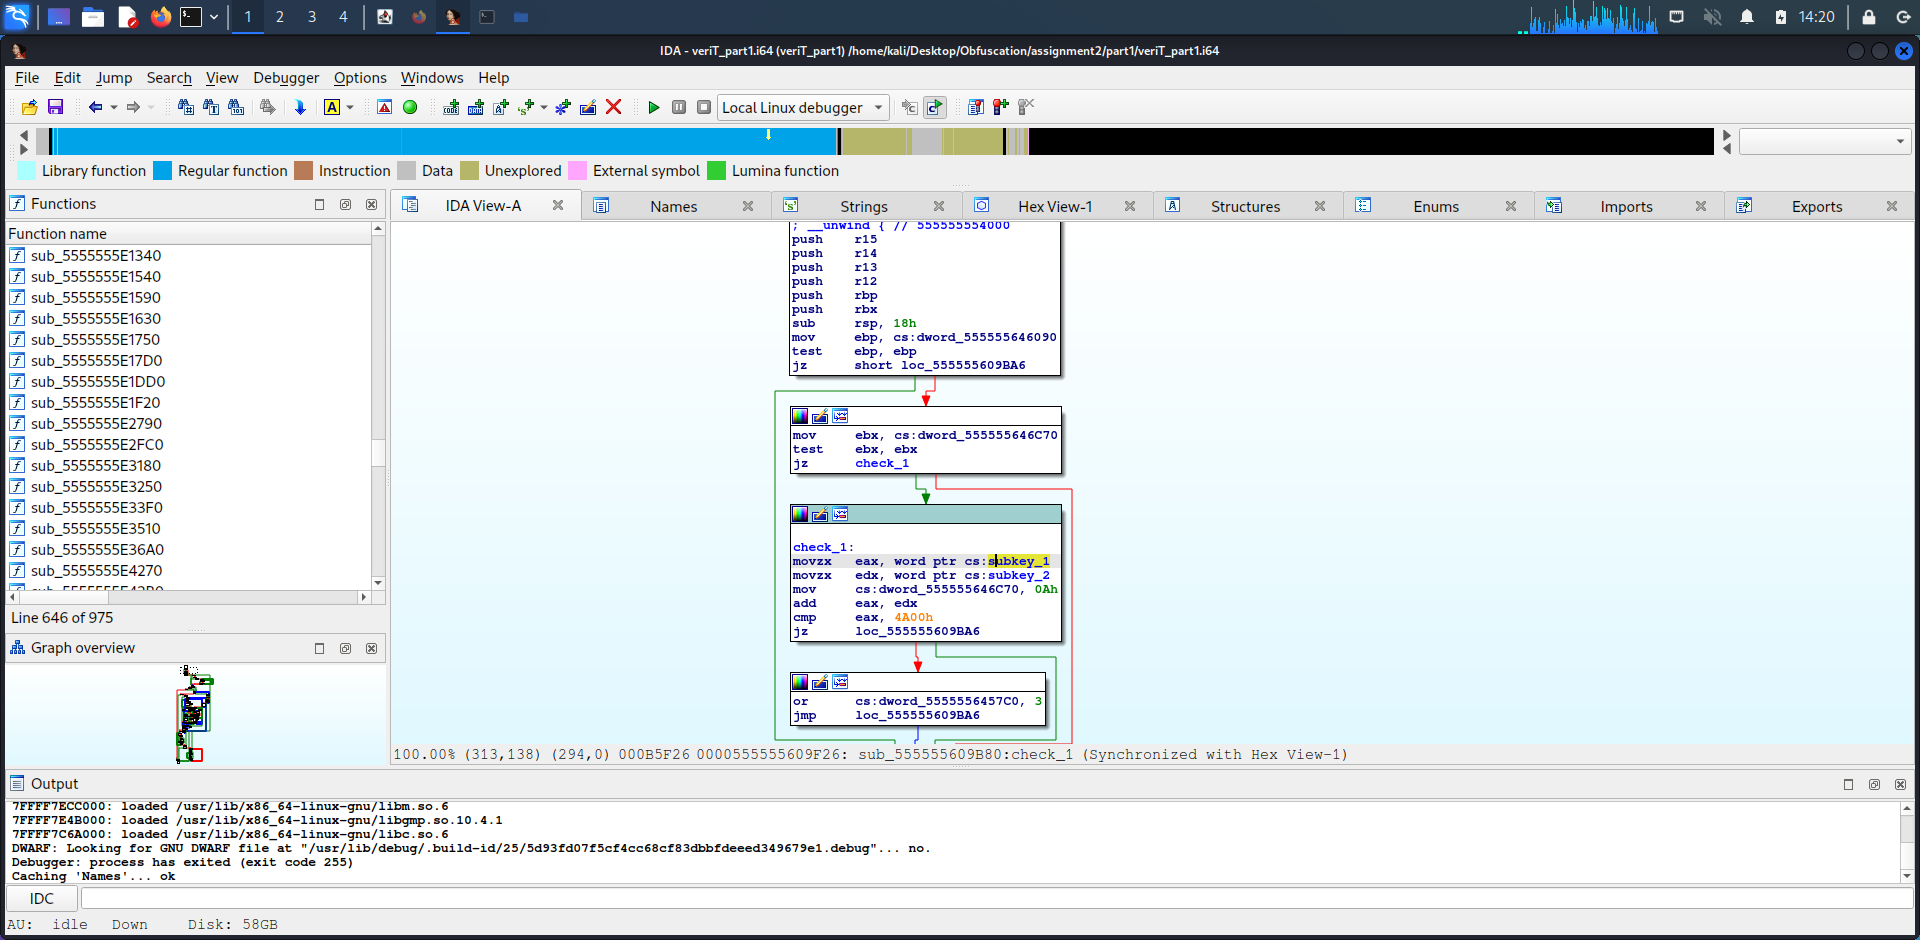 1 2 3 4 14:20
IDA - veriT_part1.i64 (veriT_part1) /home/kali/Desktop/Obfuscation/assignment2/part1/veriT_part1.i64
File Edit Jump Search View Debugger Options Windows Help
Local Linux debugger
Library function Regular function Instruction Data Unexplored External symbol Lumina function
Functions
IDA View-A Names Strings Hex View-1 Structures Enums Imports Exports
Function name
sub_5555555E1340
sub_5555555E1540
sub_5555555E1590
sub_5555555E1630
sub_5555555E1750
sub_5555555E17D0
sub_5555555E1DD0
sub_5555555E1F20
sub_5555555E2790
sub_5555555E2FC0
sub_5555555E3180
sub_5555555E3250
sub_5555555E33F0
sub_5555555E3510
sub_5555555E36A0
sub_5555555E4270
Line 646 of 975
Graph overview
; __unwind { // 555555554000
push r15
push r14
push r13
push r12
push rbp
push rbx
sub rsp, 18h
mov ebp, cs:dword_555555646090
test ebp, ebp
jz short loc_555555609BA6
mov ebx, cs:dword_555555646C70
test ebx, ebx
jz check_1
check_1:
movzx eax, word ptr cs:subkey_1
movzx edx, word ptr cs:subkey_2
mov cs:dword_555555646C70, 0Ah
add eax, edx
cmp eax, 4A00h
jz loc_555555609BA6
or cs:dword_5555556457C0, 3
jmp loc_555555609BA6
100.00% (313,138) (294,0) 000B5F26 0000555555609F26: sub_555555609B80:check_1 (Synchronized with Hex View-1)
Output
7FFFF7ECC000: loaded /usr/lib/x86_64-linux-gnu/libm.so.6
7FFFF7E4B000: loaded /usr/lib/x86_64-linux-gnu/libgmp.so.10.4.1
7FFFF7C6A000: loaded /usr/lib/x86_64-linux-gnu/libc.so.6
DWARF: Looking for GNU DWARF file at "/usr/lib/debug/.build-id/25/5d93fd07f5cf4cc68cf83dbbfdeeed349679e1.debug"... no.
Debugger: process has exited (exit code 255)
Caching 'Names'... ok
IDC
AU: idle Down Disk: 58GB